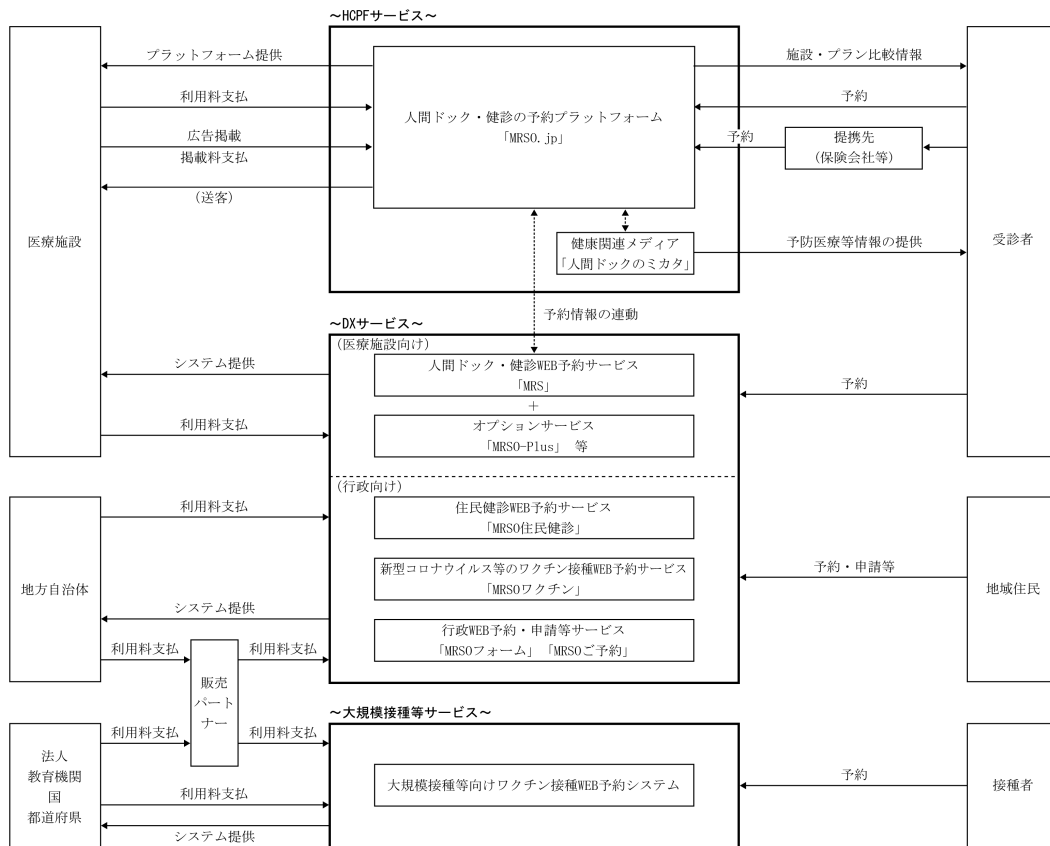 ～HCPFサービス～
プラットフォーム提供
利用料支払
広告掲載
掲載料支払
(送客)
医療施設
人間ドック・健診の予約プラットフォーム
「MRSO.jp」
施設・プラン比較情報
予約
予約
提携先
(保険会社等)
受診者
健康関連メディア
「人間ドックのミカタ」
予防医療等情報の提供
予約情報の連動
～DXサービス～
(医療施設向け)
システム提供
人間ドック・健診WEB予約サービス
「MRS」
+
予約
利用料支払
オプションサービス
「MRSO-Plus」 等
(行政向け)
利用料支払
住民健診WEB予約サービス
「MRSO住民健診」
地方自治体
新型コロナウイルス等のワクチン接種WEB予約サービス
「MRSOワクチン」
予約・申請等
地域住民
システム提供
行政WEB予約・申請等サービス
「MRSOフォーム」「MRSOご予約」
利用料支払
利用料支払
販売
パート
ナー
～大規模接種等サービス～
利用料支払
利用料支払
法人
教育機関
国
都道府県
利用料支払
システム提供
大規模接種等向けワクチン接種WEB予約システム
予約
接種者